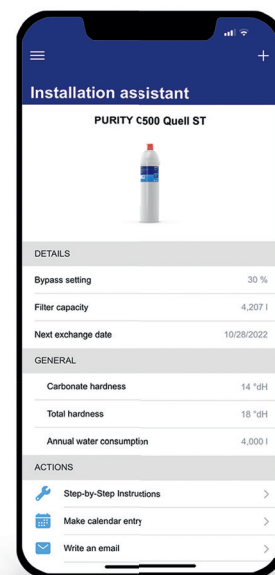 Installation assistant
PURITY C500 Quell ST
DETAILS
Bypass setting 30 %
Filter capacity 4,207 l
Next exchange date 10/28/2022
GENERAL
Carbonate hardness 14 °dH
Total hardness 18 °dH
Annual water consumption 4,000 l
ACTIONS
Step-by-Step Instructions
Make calendar entry
Write an email